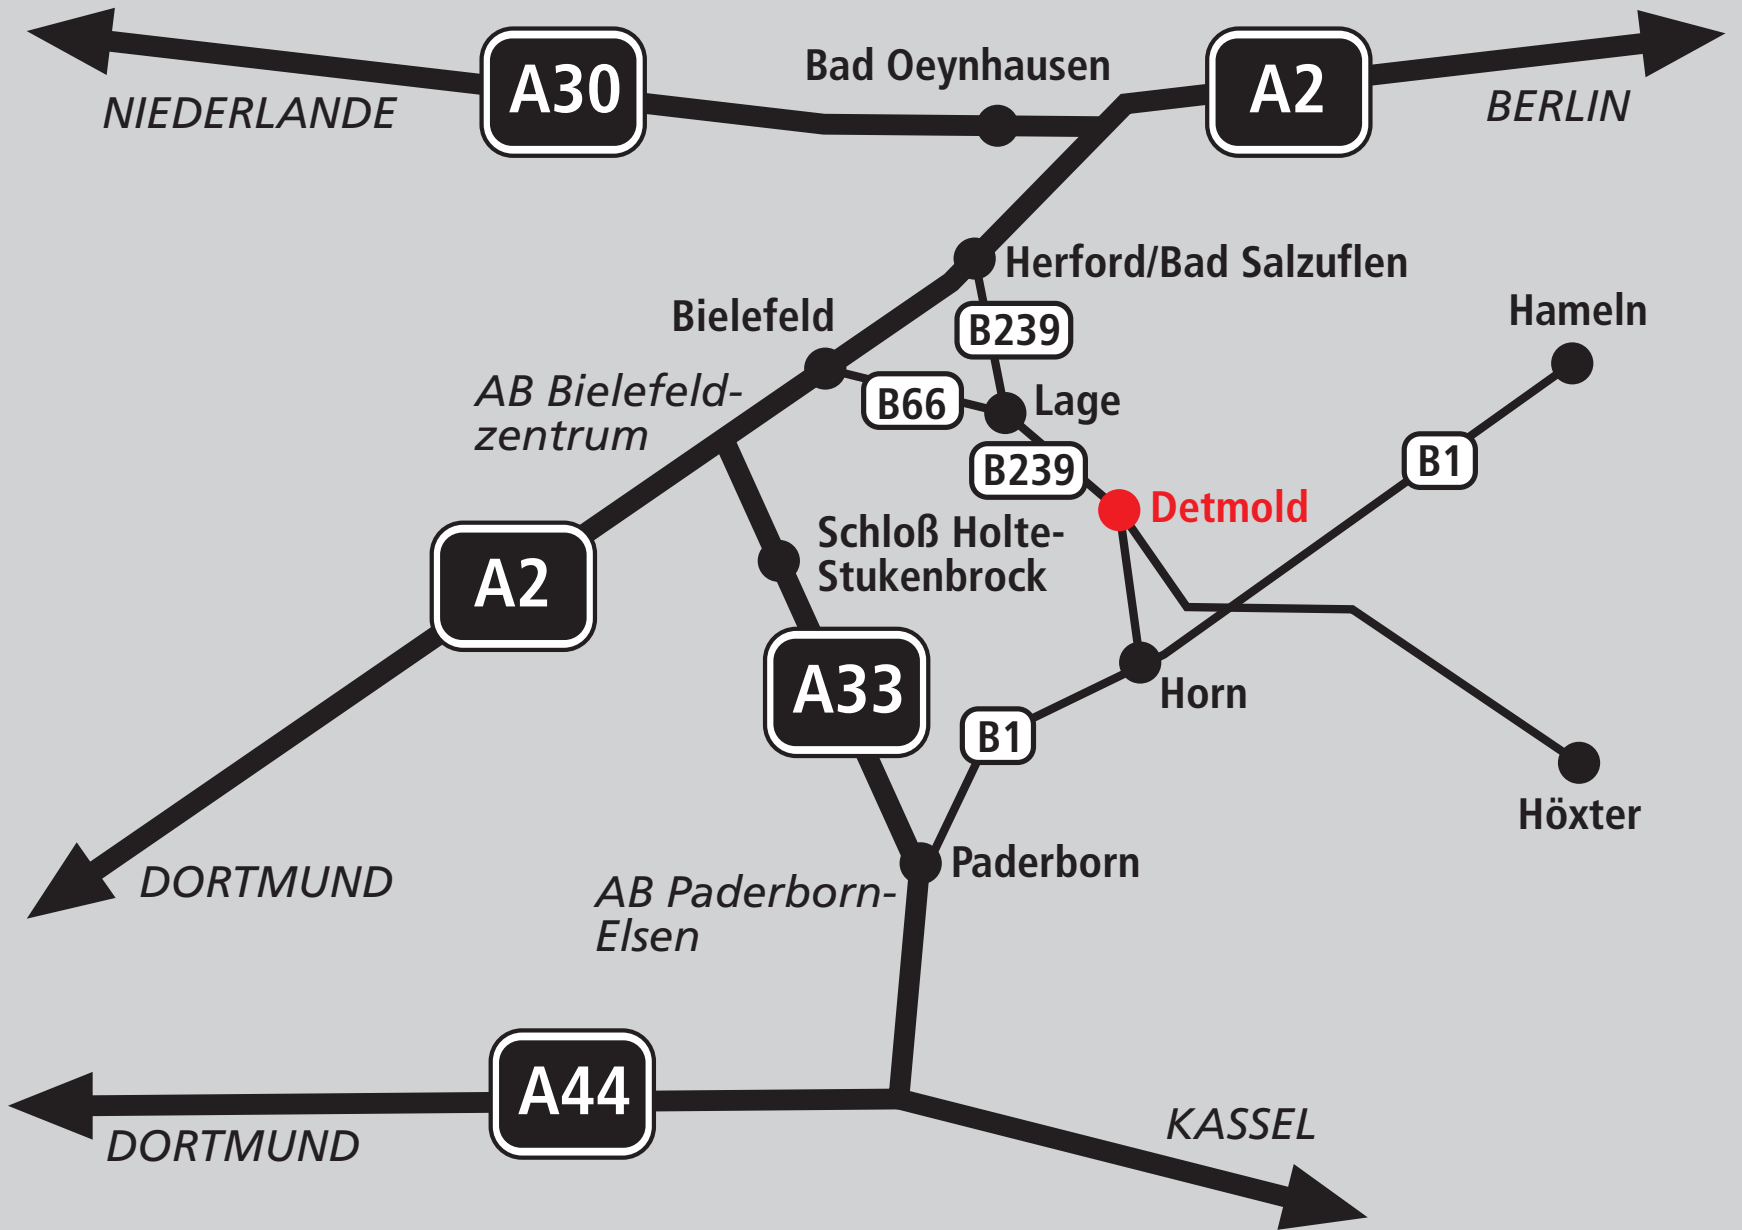 A30
Bad Oeynhausen
A2
NIEDERLANDE
BERLIN
Herford/Bad Salzuflen
Bielefeld
B239
Hameln
AB Bielefeld-
zentrum
B66
Lage
B239
B1
Detmold
Schloß Holte-
Stukenbrock
A2
A33
Horn
B1
Höxter
Paderborn
DORTMUND
AB Paderborn-
Elsen
A44
KASSEL
DORTMUND